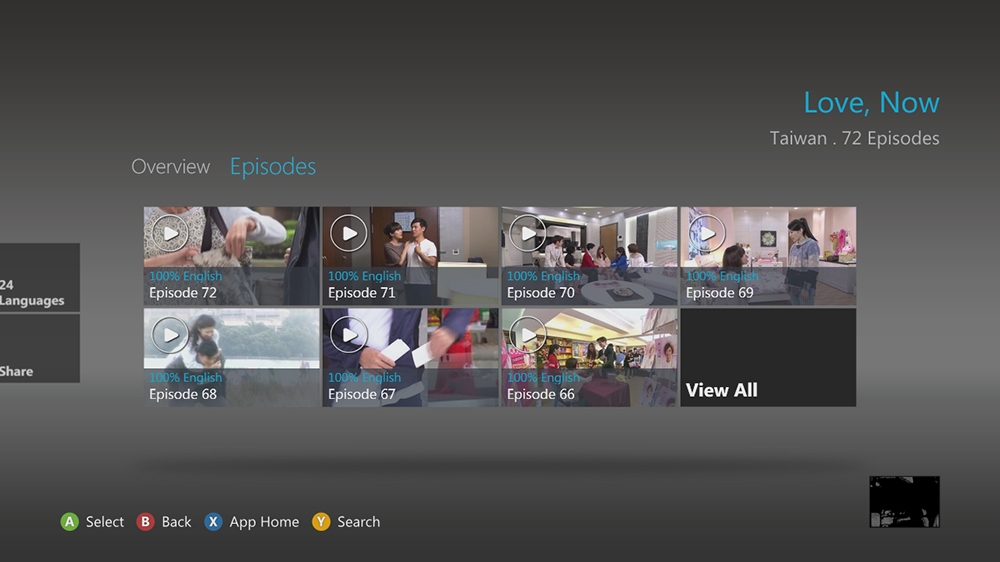 Love, Now
Taiwan . 72 Episodes
Overview Episodes
24
Languages
Share
100% English
Episode 72
100% English
Episode 71
100% English
Episode 70
100% English
Episode 69
100% English
Episode 68
100% English
Episode 67
100% English
Episode 66
View All
A Select B Back X App Home Y Search